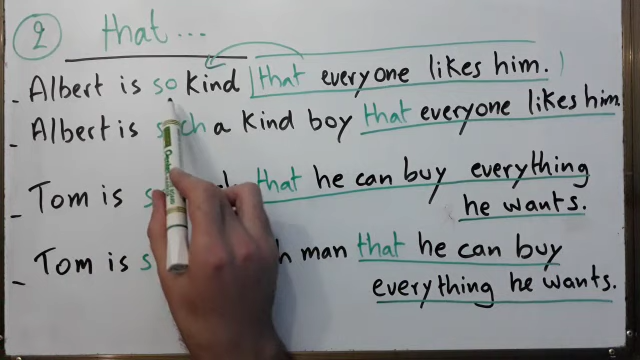 2 that...
- Albert is so kind that everyone likes him.
- Albert is such a kind boy that everyone likes him.
- Tom is that he can buy everything
he wants.
- Tom is man that he can buy
everything he wants.